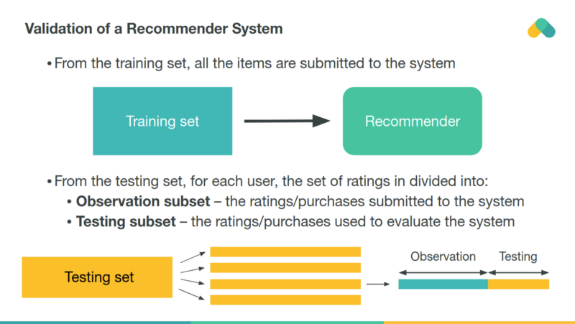 Validation of a Recommender System
• From the training set, all the items are submitted to the system
Training set
Recommender
• From the testing set, for each user, the set of ratings in divided into:
• Observation subset – the ratings/purchases submitted to the system
• Testing subset – the ratings/purchases used to evaluate the system
Testing set
Observation
Testing